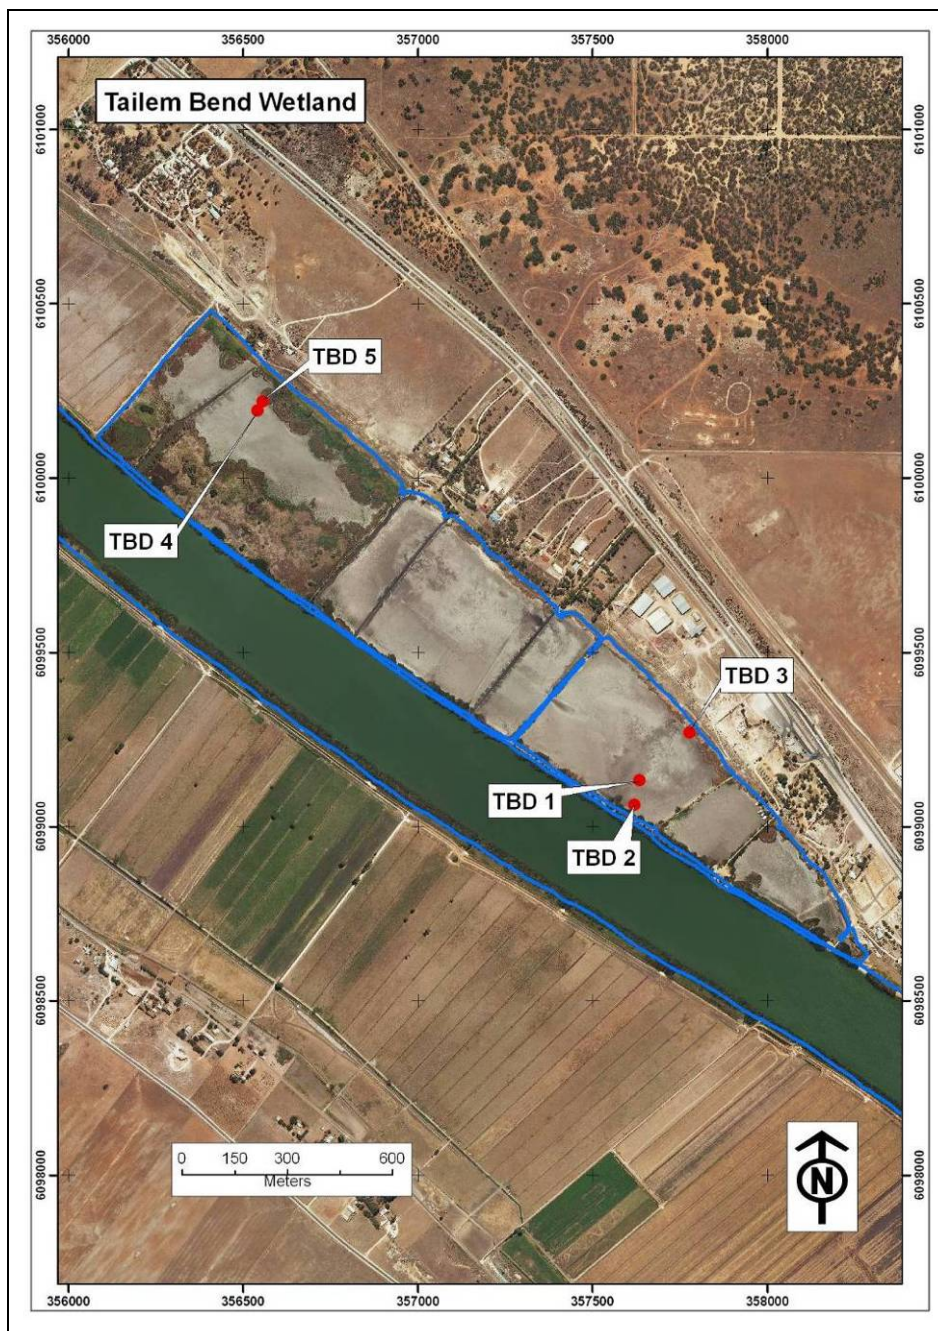 356000 356500 357000 357500 358000
Tailem Bend Wetland
6101000 6101000
6100500 6100500
TBD 5
6100000 6100000
TBD 4
6099500 6099500
TBD 3
TBD 1
6099000 6099000
TBD 2
6098500 6098500
0 150 300 600
Meters
N
6098000 6098000
356000 356500 357000 357500 358000